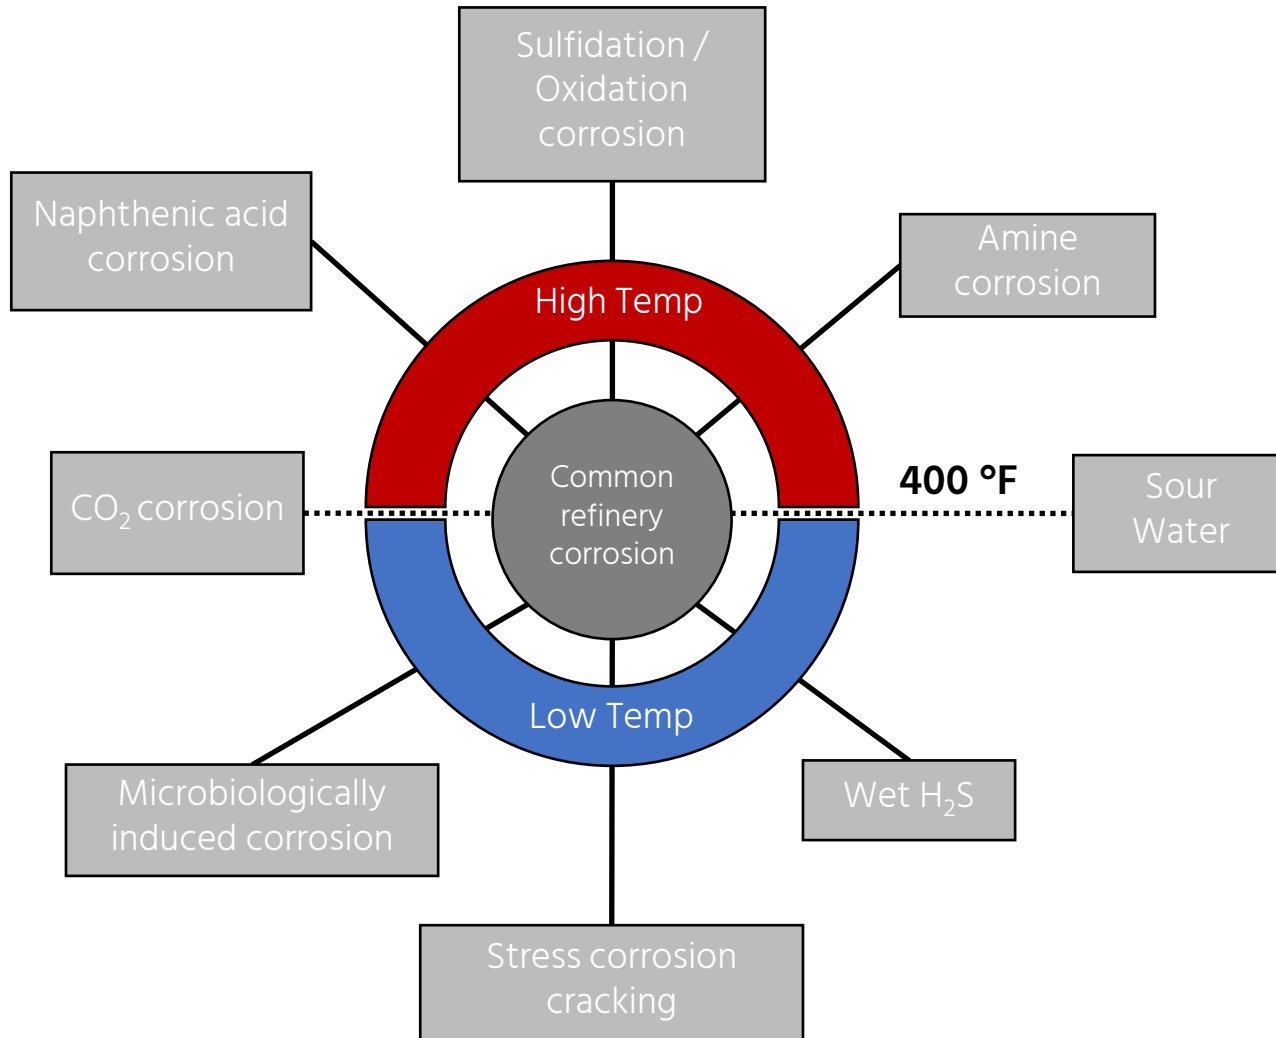 Sulfidation /
Oxidation
corrosion
Naphthenic acid
corrosion
Amine
corrosion
High Temp
CO₂ corrosion
Common
refinery
corrosion
400 °F
Sour
Water
Low Temp
Microbiologically
induced corrosion
Wet H₂S
Stress corrosion
cracking